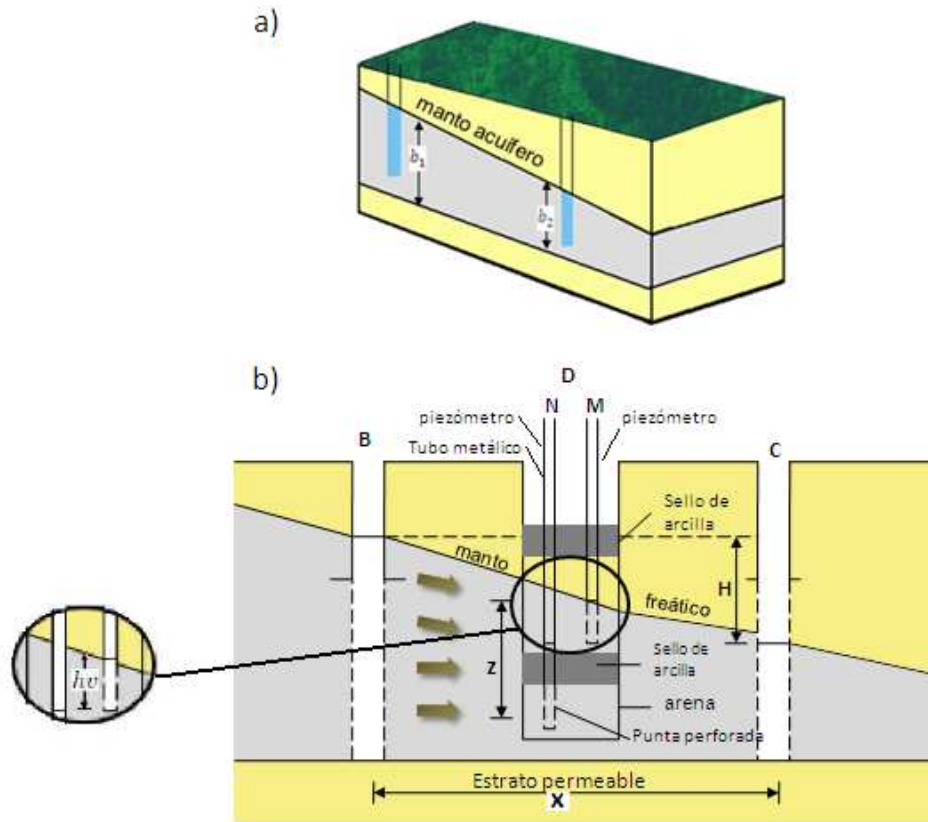 a)
manto acuífero
b₁
b₂
b)
D
N M
piezómetro piezómetro
B
Tubo metálico
C
Sello de
arcilla
manto
H
freático
hv
Z
Sello de
arcilla
arena
Punta perforada
Estrato permeable
X